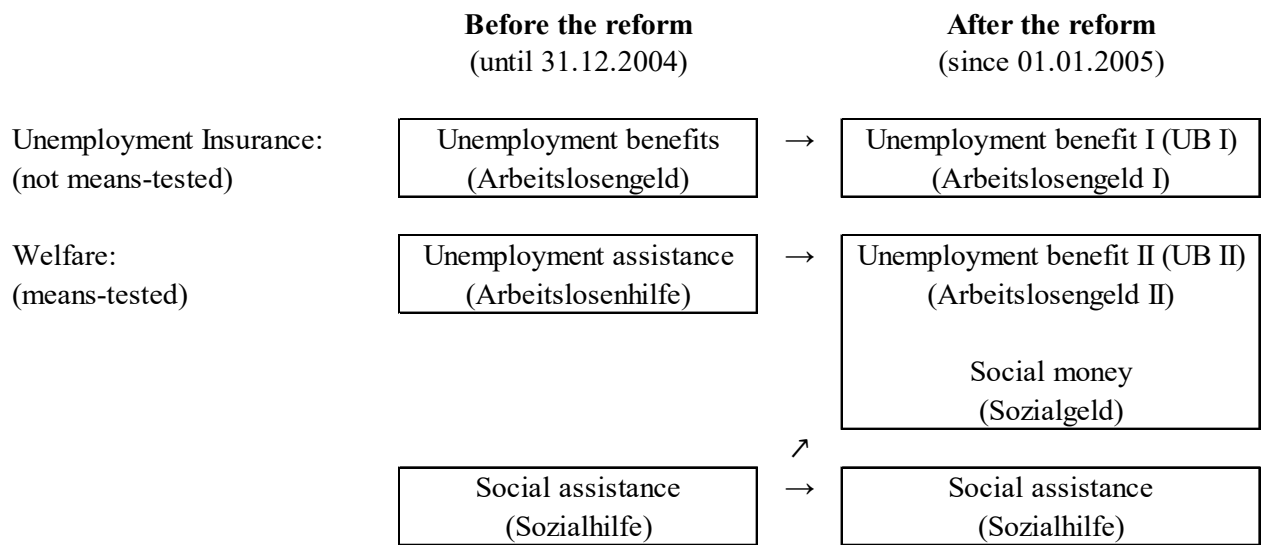 Before the reform After the reform
(until 31.12.2004) (since 01.01.2005)
Unemployment Insurance: Unemployment benefits → Unemployment benefit I (UB I)
(not means-tested) (Arbeitslosengeld) (Arbeitslosengeld I)
Welfare: Unemployment assistance → Unemployment benefit II (UB II)
(means-tested) (Arbeitslosenhilfe) (Arbeitslosengeld II)
Social money
(Sozialgeld)
↗
Social assistance → Social assistance
(Sozialhilfe) (Sozialhilfe)